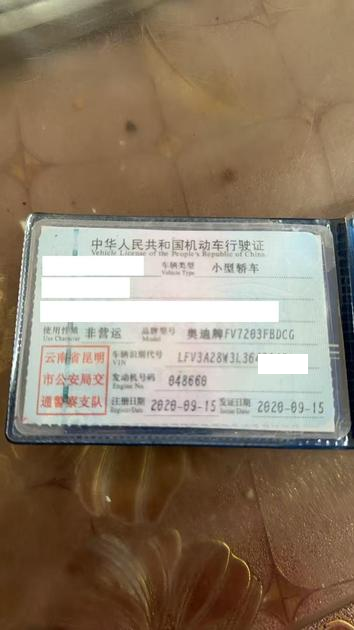 中华人民共和国机动车行驶证
Vehicle License of the People's Republic of China
车辆类型 小型轿车
Vehicle Type
使用性质 非营运 品牌型号 奥迪牌FV7203FBDCG
Use Character Model
云南省昆明 车辆识别代号 LFV3A28W3L36
VIN
市公安局交 发动机号码 048660
Engine No.
通警察支队 注册日期 2020-09-15 发证日期 2020-09-15
Register Date Issue Date